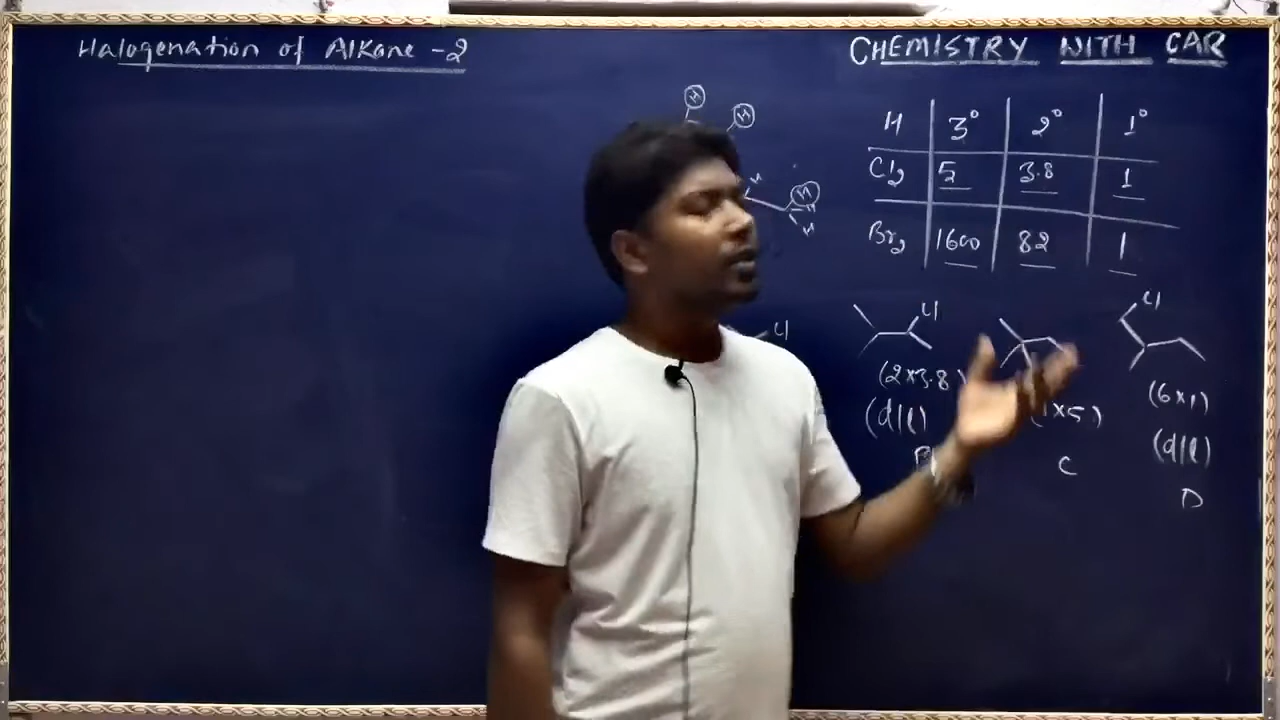 Halogenation of Alkane -2
CHEMISTRY WITH CAR
H 3° 2° 1°
Cl2 5 3.8 1
Br2 1600 82 1
H
H
H
H
H
H
Cl
Cl
Cl
(2×3.8)
×5)
(6×1)
(d/l)
(d/l)
C
D